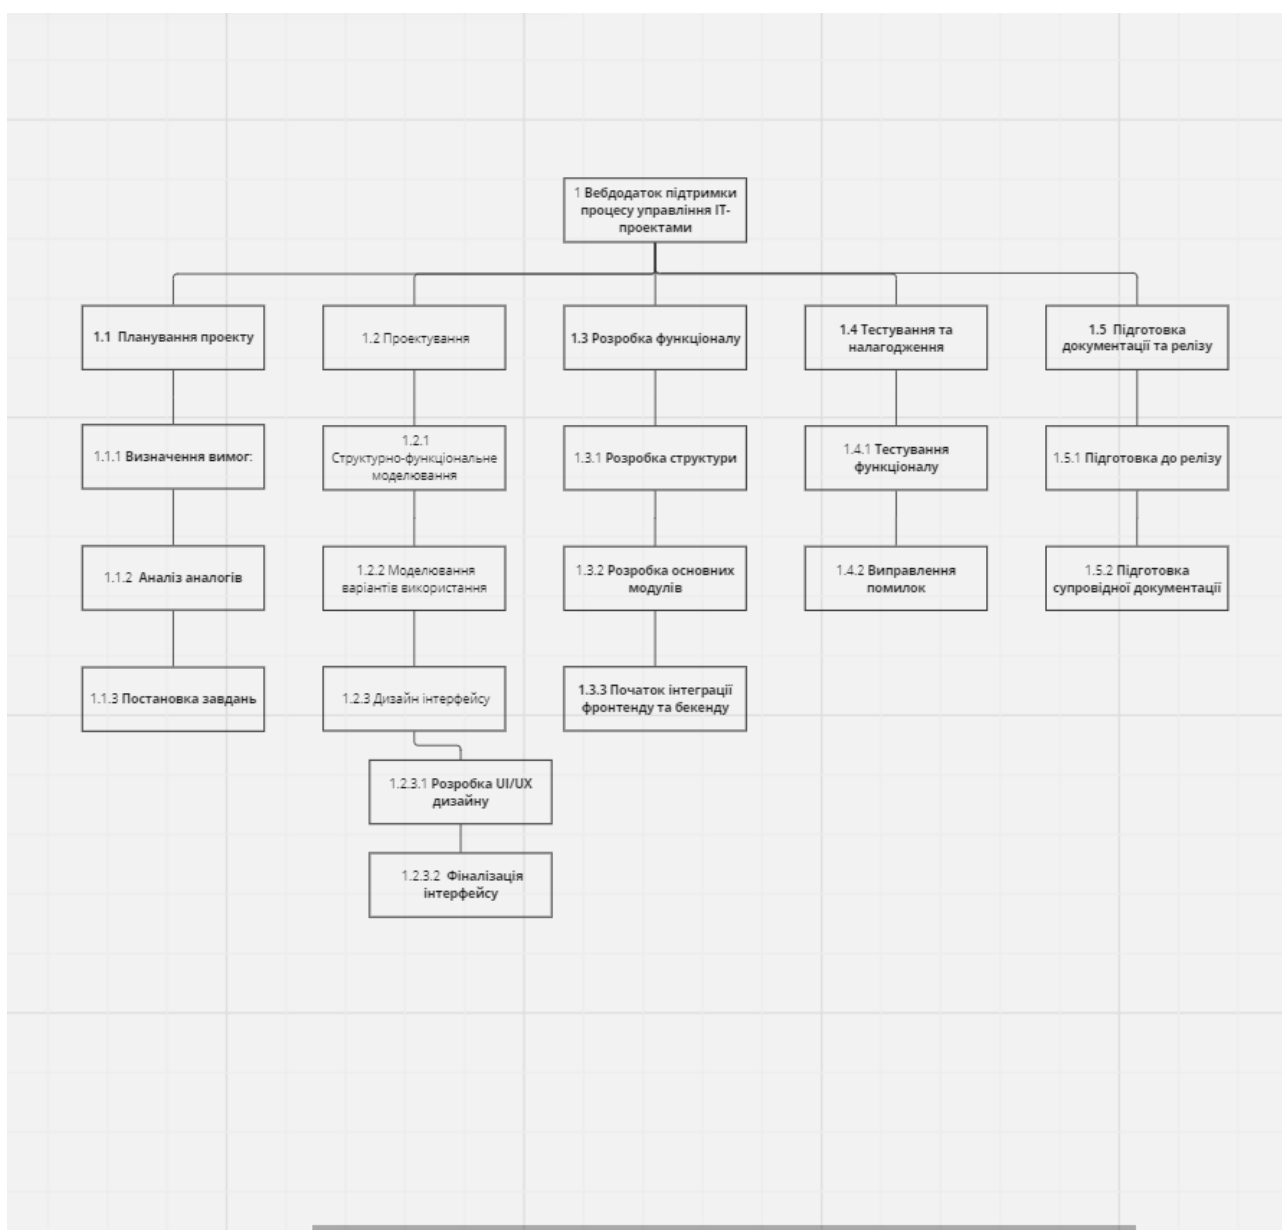 1 Вебдодаток підтримки
процесу управління ІТ-
проектами
1.1 Планування проекту
1.2 Проектування
1.3 Розробка функціоналу
1.4 Тестування та
налагодження
1.5 Підготовка
документації та релізу
1.1.1 Визначення вимог:
1.2.1
Структурно-функціональне
моделювання
1.3.1 Розробка структури
1.4.1 Тестування
функціоналу
1.5.1 Підготовка до релізу
1.1.2 Аналіз аналогів
1.2.2 Моделювання
варіантів використання
1.3.2 Розробка основних
модулів
1.4.2 Виправлення
помилок
1.5.2 Підготовка
супровідної документації
1.1.3 Постановка завдань
1.2.3 Дизайн інтерфейсу
1.3.3 Початок інтеграції
фронтенду та бекенду
1.2.3.1 Розробка UI/UX
дизайну
1.2.3.2 Фіналізація
інтерфейсу